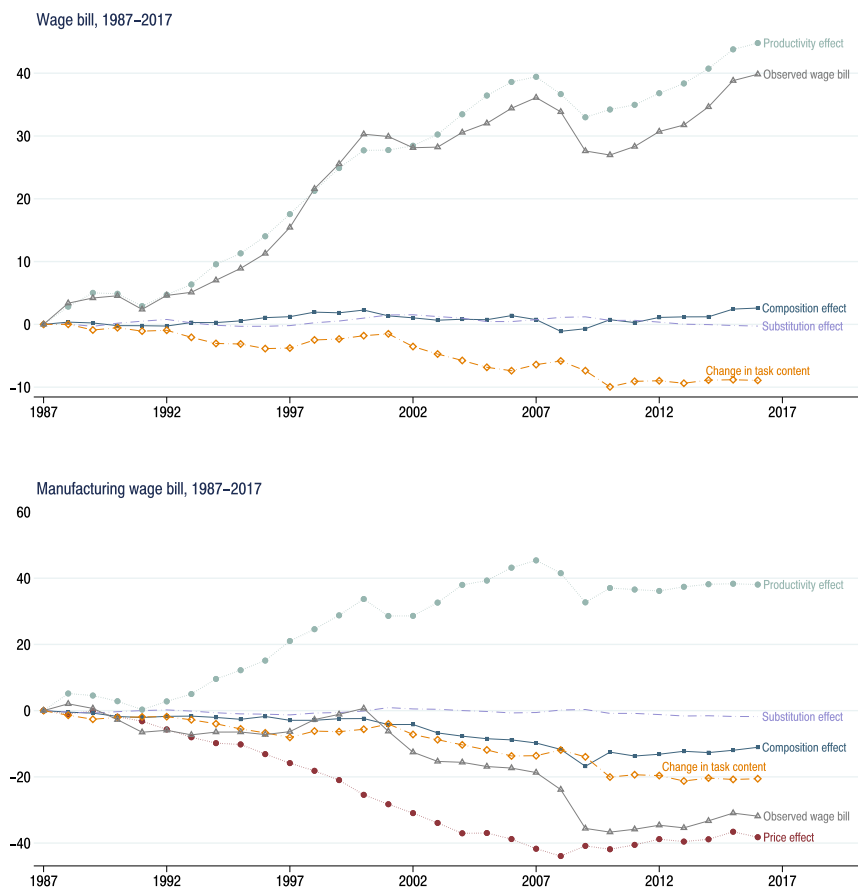 Wage bill, 1987–2017
Productivity effect
40
Observed wage bill
30
20
10
Composition effect
0
Substitution effect
Change in task content
−10
1987 1992 1997 2002 2007 2012 2017
Manufacturing wage bill, 1987–2017
60
40
Productivity effect
20
0
Substitution effect
Composition effect
Change in task content
−20
Observed wage bill
Price effect
−40
1987 1992 1997 2002 2007 2012 2017